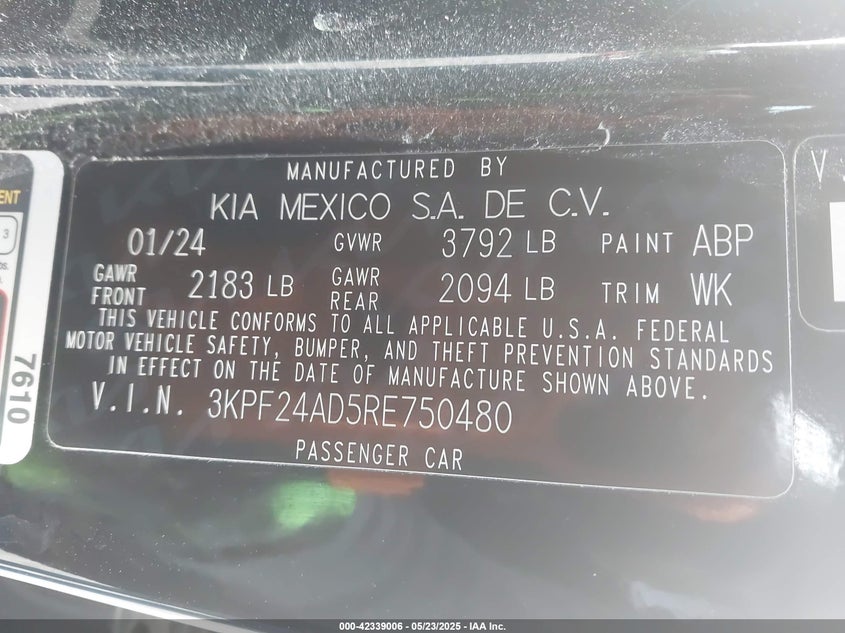 MANUFACTURED BY
KIA MEXICO S.A. DE C.V.
01/24 GVWR 3792 LB PAINT ABP
GAWR FRONT 2183 LB GAWR REAR 2094 LB TRIM WK
THIS VEHICLE CONFORMS TO ALL APPLICABLE U.S.A. FEDERAL
MOTOR VEHICLE SAFETY, BUMPER, AND THEFT PREVENTION STANDARDS
IN EFFECT ON THE DATE OF MANUFACTURE SHOWN ABOVE.
V.I.N. 3KPF24AD5RE750480
PASSENGER CAR
ENT
3
7610
V
000-42339006 - 05/23/2025 - IAA Inc.